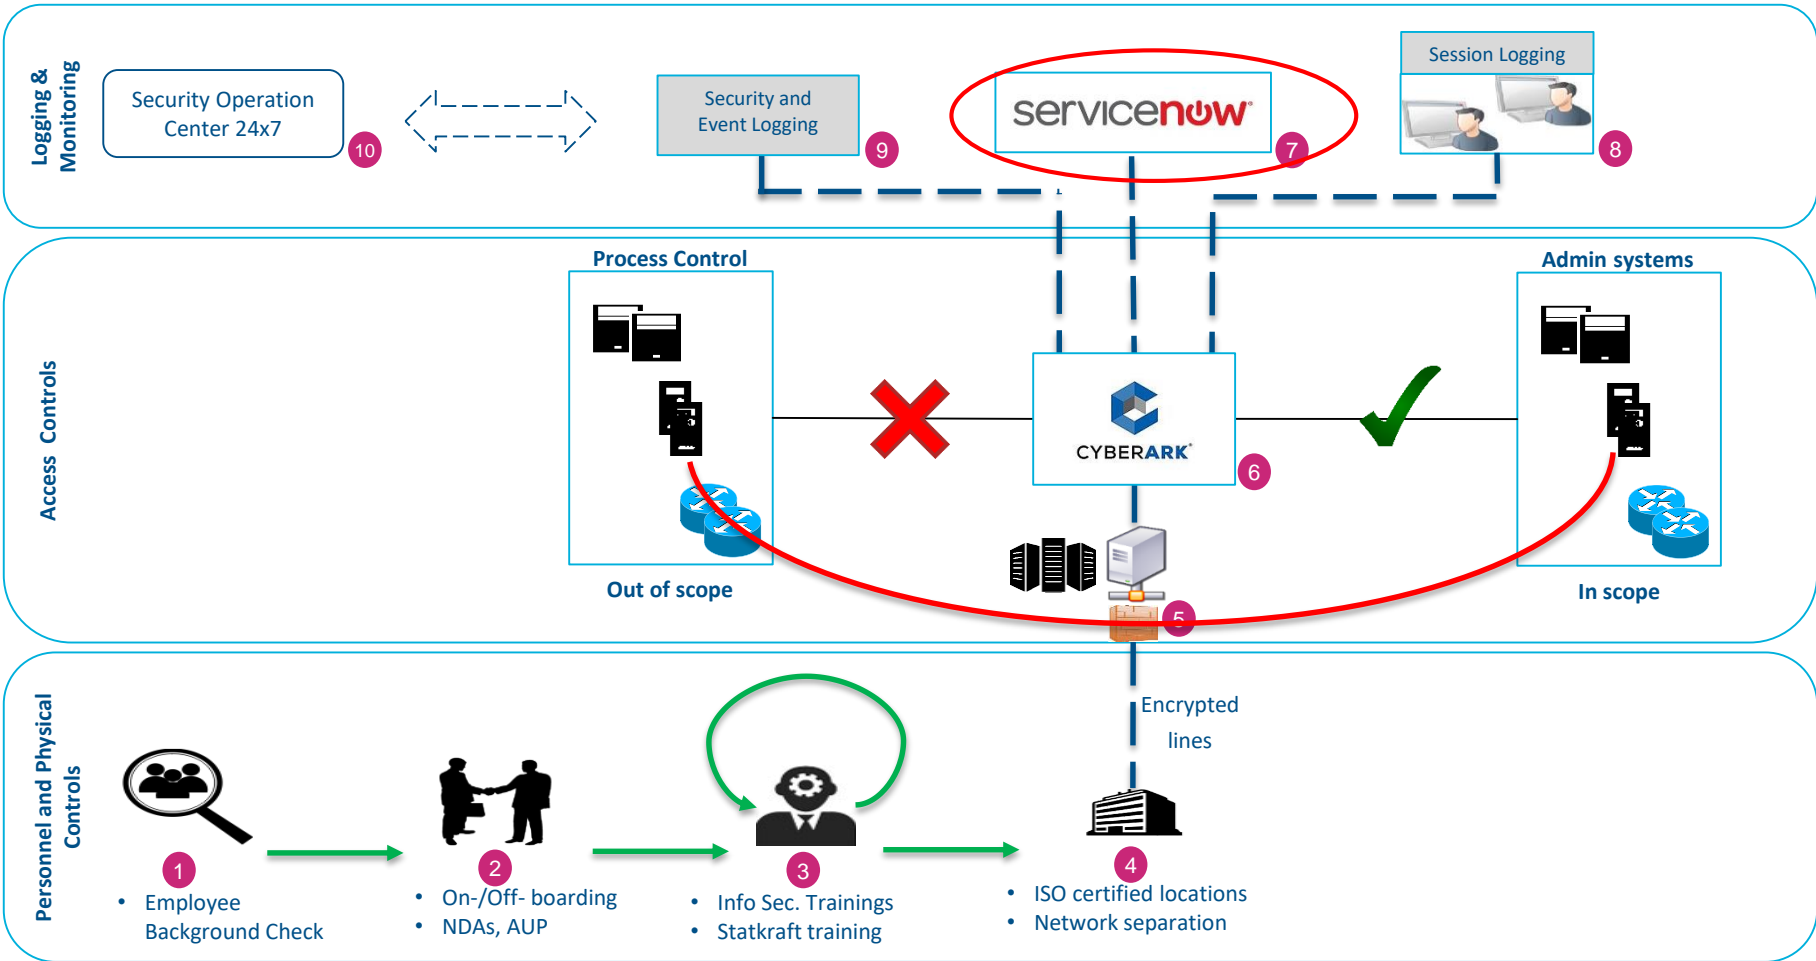 Logging &
Monitoring
Security Operation
Center 24x7
10
Security and
Event Logging
9
servicenow
7
Session Logging
8
Access Controls
Process Control
Out of scope
CYBERARK
6
5
Admin systems
In scope
Personnel and Physical
Controls
Encrypted
lines
1
• Employee
Background Check
2
• On-/Off- boarding
• NDAs, AUP
3
• Info Sec. Trainings
• Statkraft training
4
• ISO certified locations
• Network separation